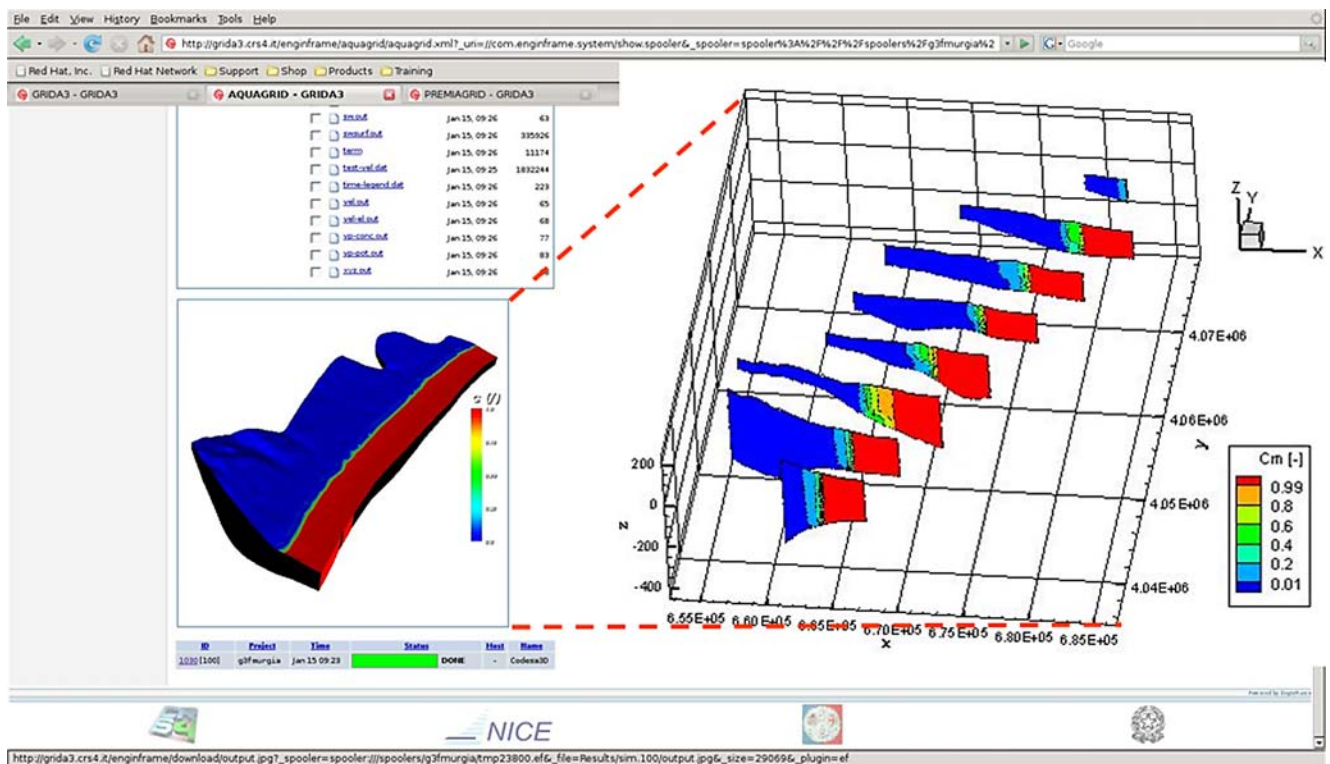 File Edit View History Bookmarks Tools Help
http://grida3.crs4.it/enginframe/aquagrid/aquagrid.xml?_uri=//com.enginframe.system/show.spooler&_spooler=spooler%3A%2F%2F%2Fspoolers%2Fg3fmurgia%2 Google
Red Hat, Inc. Red Hat Network Support Shop Products Training
GRIDA3 - GRIDA3 AQUAGRID - GRIDA3 PREMIAGRID - GRIDA3
sm.out Jan 15, 09:26 63
smsurf.out Jan 15, 09:26 335926
term Jan 15, 09:26 11174
test-vel.dat Jan 15, 09:25 1832244
time-legend.dat Jan 15, 09:26 223
vel.out Jan 15, 09:26 65
vel-el.out Jan 15, 09:26 68
vp-conc.out Jan 15, 09:26 77
vp-pot.out Jan 15, 09:26 83
xyz.out Jan 15, 09:26
c (/)
Z
Y
X
4.07E+06
4.06E+06
y
4.05E+06
4.04E+06
200
0
z
-200
-400
6.55E+05 6.60E+05 6.65E+05 6.70E+05 6.75E+05 6.80E+05 6.85E+05
x
Cm [-]
0.99
0.8
0.6
0.4
0.2
0.01
ID Project Time Status Host Name
1030 [100] g3fmurgia Jan 15 09:23 DONE - Codesa3D
Powered by EnginFrame
NICE
http://grida3.crs4.it/enginframe/download/output.jpg?_spooler=spooler:///spoolers/g3fmurgia/tmp23800.ef&_file=Results/sim.100/output.jpg&_size=29069&_plugin=ef